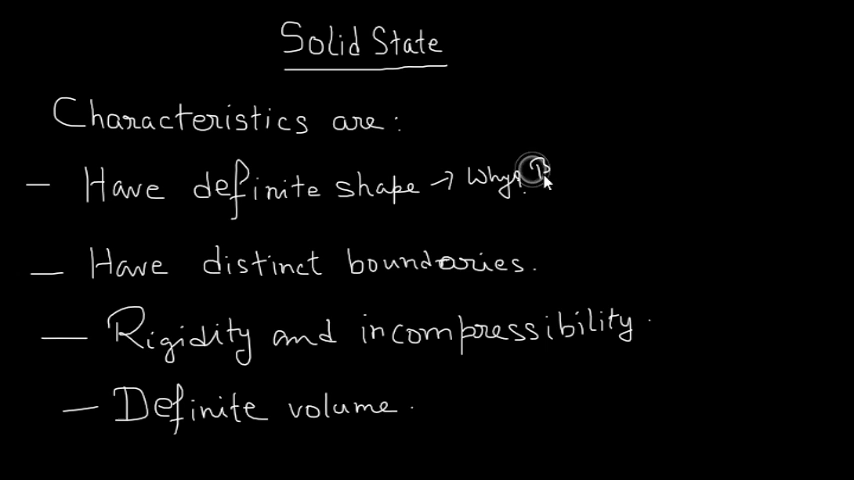 Solid State
Characteristics are:
– Have definite shape → Why?
– Have distinct boundaries.
– Rigidity and incompressibility.
– Definite volume.